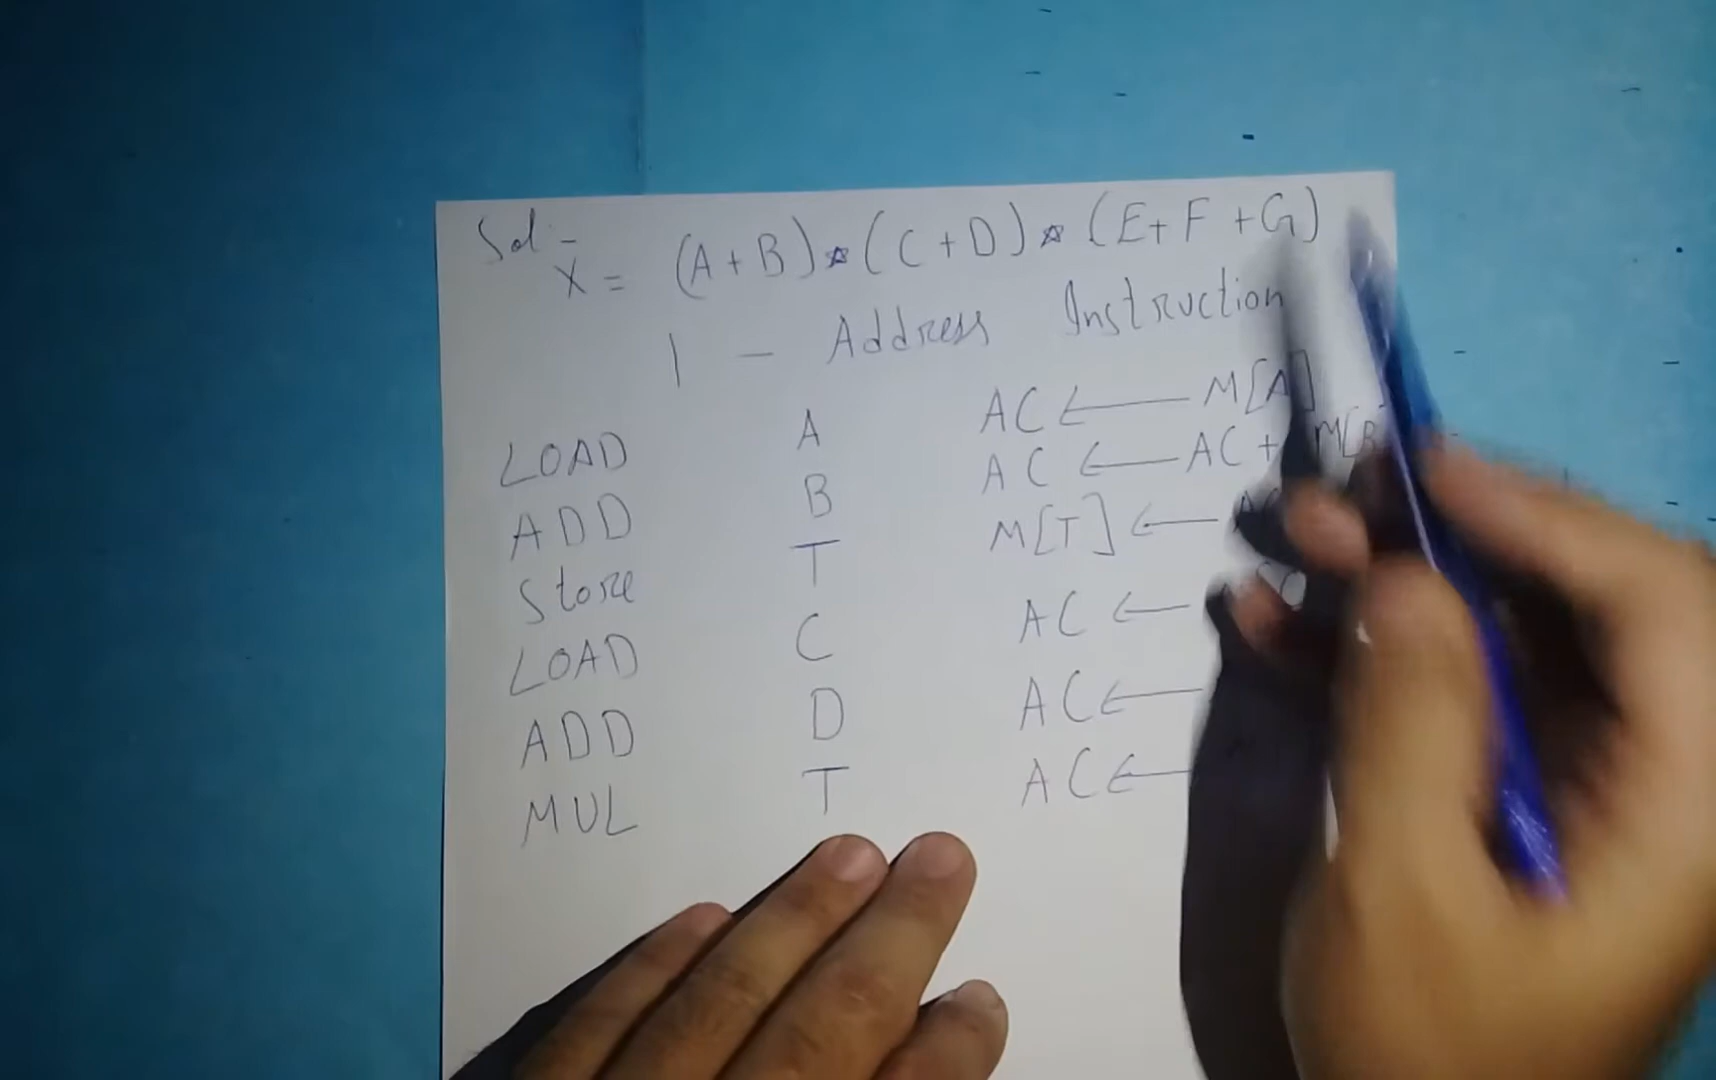 Sol :-
X = (A+B)*(C+D)*(E+F+G)
1 - Address Instruction
LOAD A AC ← M[A]
ADD B AC ← AC + M[B
Store T M[T] ←
LOAD C AC ←
ADD D AC ←
MUL T AC ←